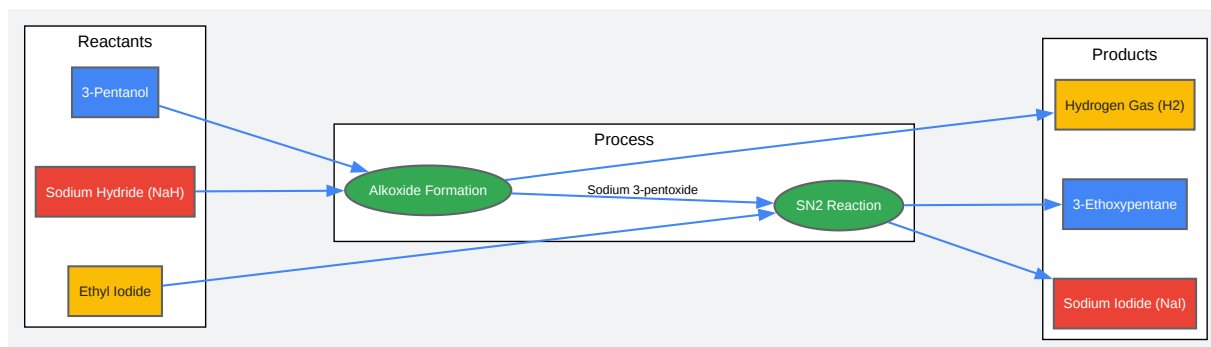 Reactants
3-Pentanol
Sodium Hydride (NaH)
Ethyl Iodide
Process
Alkoxide Formation
Sodium 3-pentoxide
SN2 Reaction
Products
Hydrogen Gas (H2)
3-Ethoxypentane
Sodium Iodide (NaI)